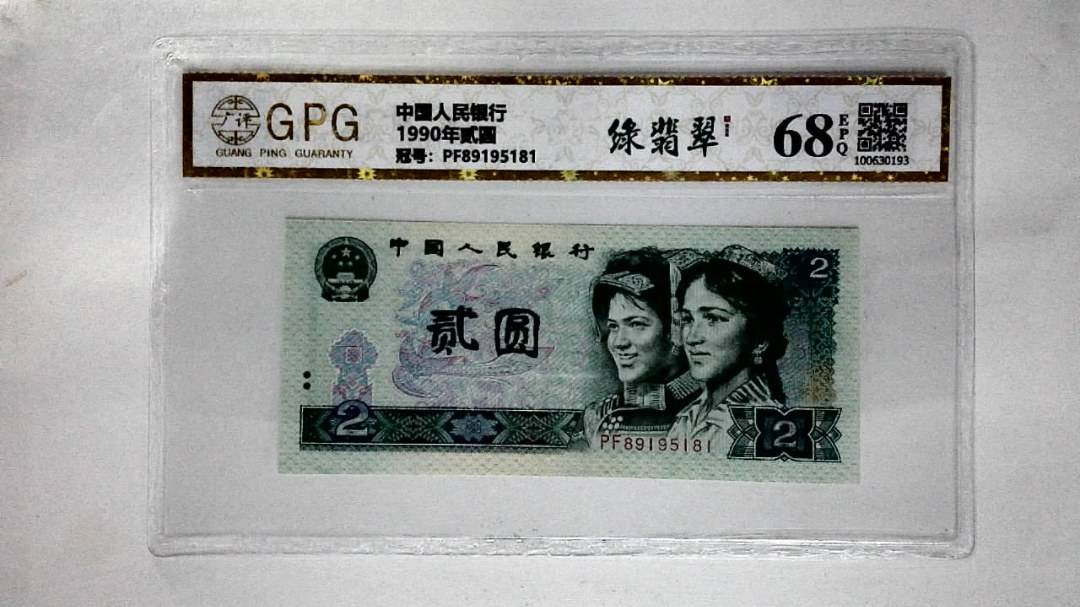 GPG
GUANG PING GUARANTY
中国人民银行
1990年贰圆
冠号：PF89195181
绿翡翠
68
EPQ
100630193
中国人民银行
2
贰圆
2
PF89195181
2